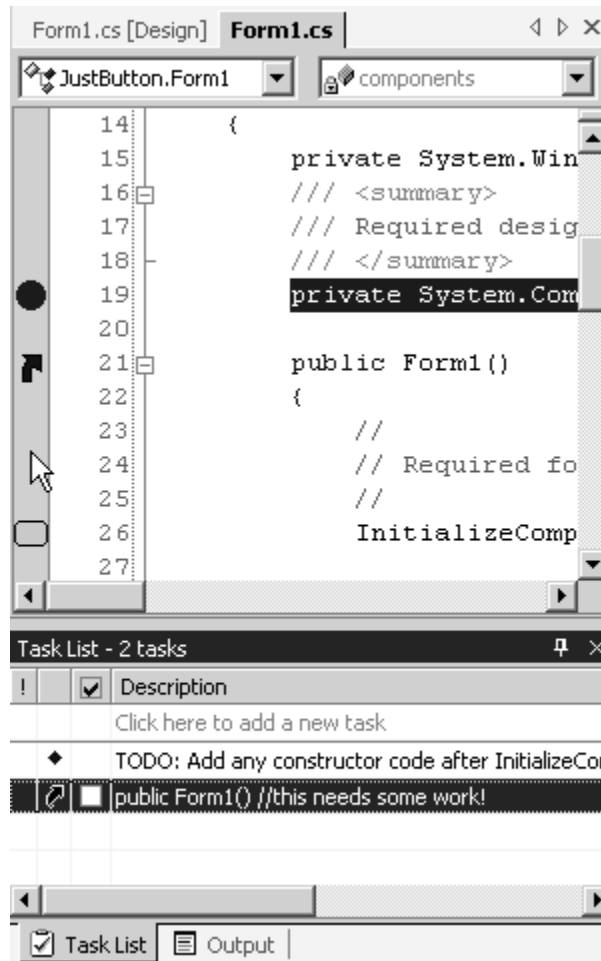 Form1.cs [Design] Form1.cs
JustButton.Form1 components
14 {
15 private System.Win
16 /// <summary>
17 /// Required desig
18 /// </summary>
19 private System.Com
20
21 public Form1()
22 {
23 //
24 // Required fo
25 //
26 InitializeComp
27
Task List - 2 tasks
! Description
Click here to add a new task
TODO: Add any constructor code after InitializeCo
public Form1() //this needs some work!
Task List Output